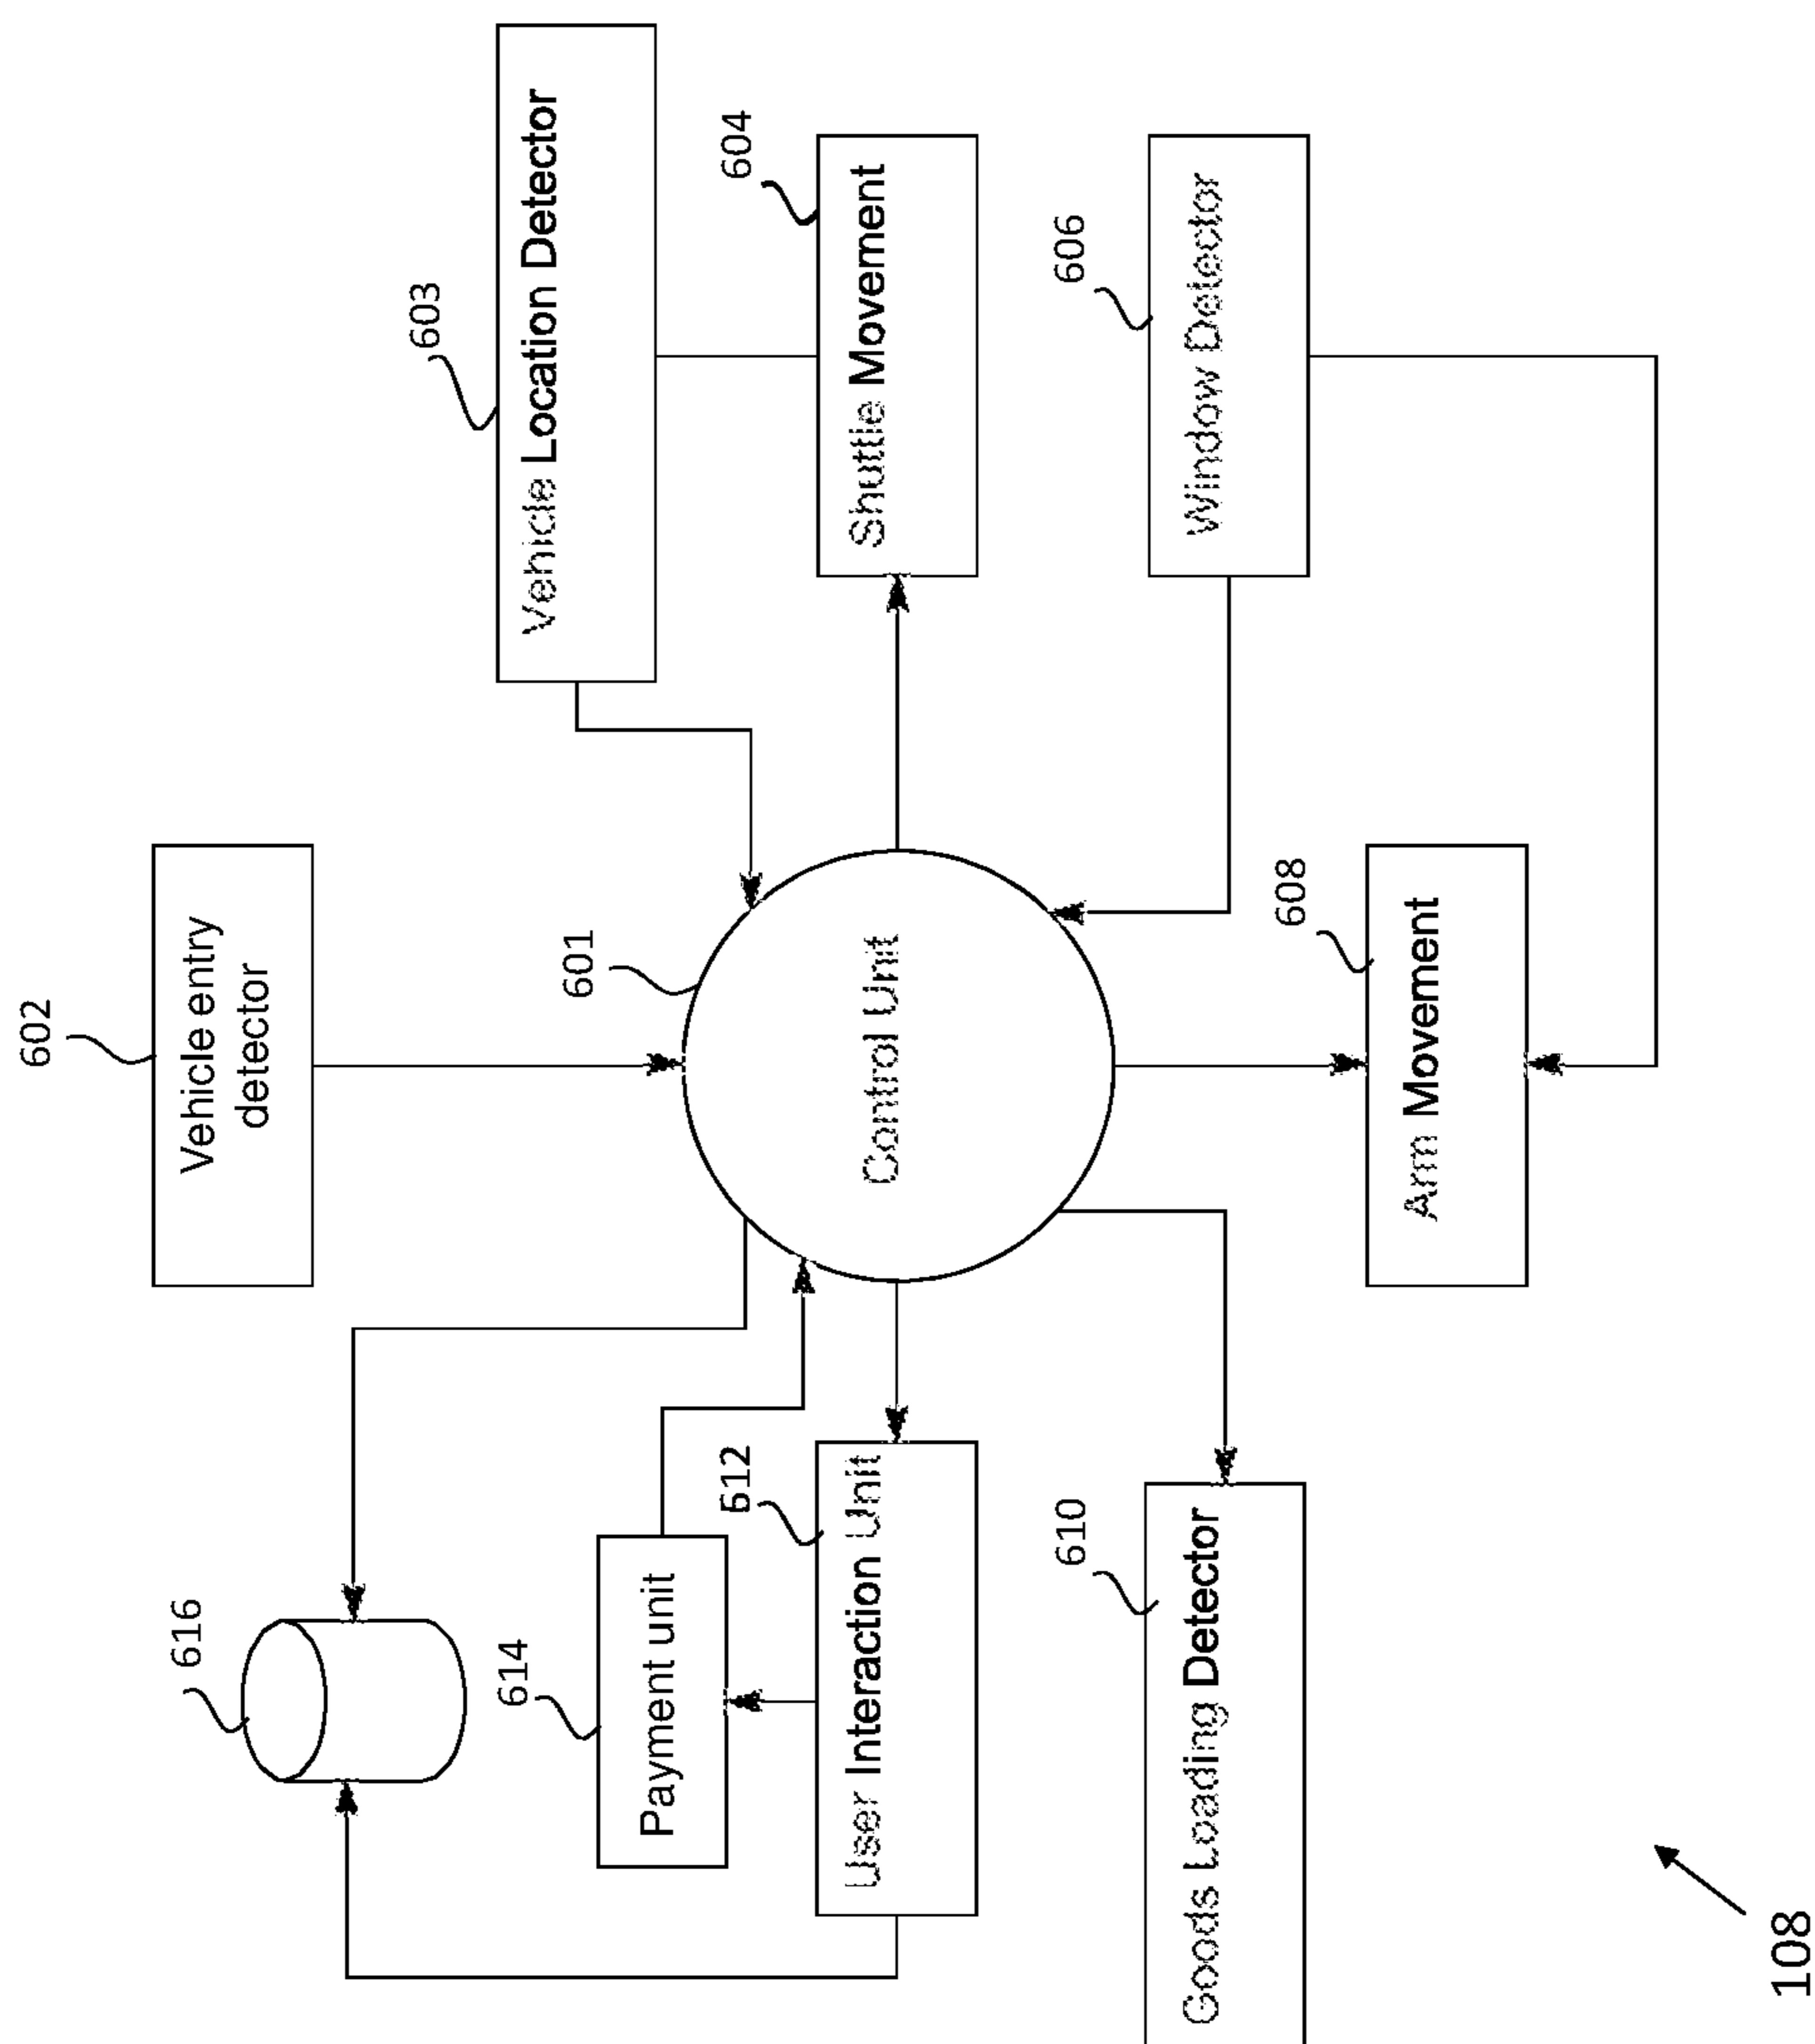 602
Vehicle entry
detector
616
614
Payment unit
601
Control Unit
603
Vehicle Location Detector
612
User Interaction Unit
604
Shuttle Movement
610
Goods Loading Detector
608
Arm Movement
606
Window Detector
108